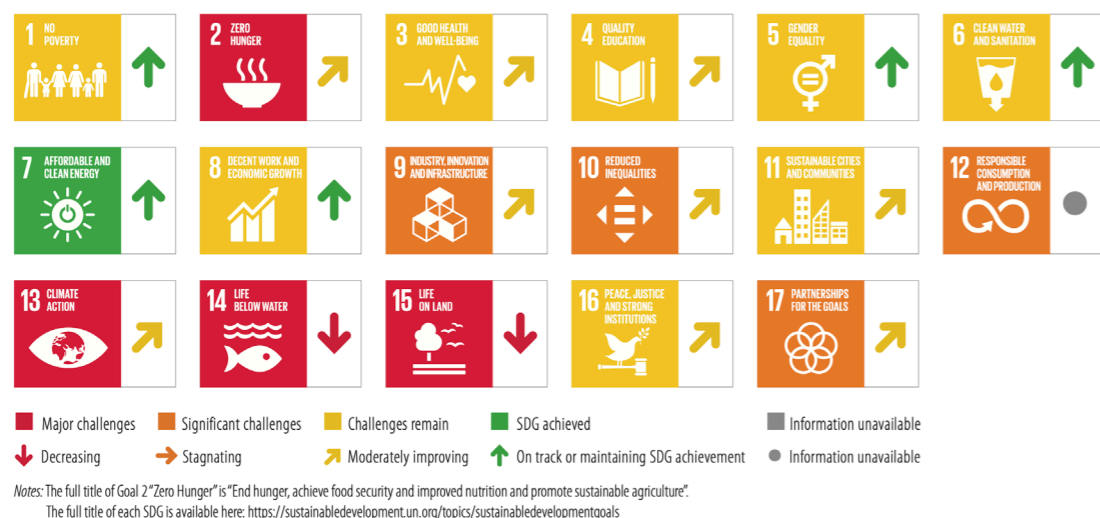 1 NO
POVERTY
2 ZERO
HUNGER
3 GOOD HEALTH
AND WELL-BEING
4 QUALITY
EDUCATION
5 GENDER
EQUALITY
6 CLEAN WATER
AND SANITATION
7 AFFORDABLE AND
CLEAN ENERGY
8 DECENT WORK AND
ECONOMIC GROWTH
9 INDUSTRY, INNOVATION
AND INFRASTRUCTURE
10 REDUCED
INEQUALITIES
11 SUSTAINABLE CITIES
AND COMMUNITIES
12 RESPONSIBLE
CONSUMPTION
AND PRODUCTION
13 CLIMATE
ACTION
14 LIFE
BELOW WATER
15 LIFE
ON LAND
16 PEACE, JUSTICE
AND STRONG
INSTITUTIONS
17 PARTNERSHIPS
FOR THE GOALS
Major challenges Significant challenges Challenges remain SDG achieved Information unavailable
Decreasing Stagnating Moderately improving On track or maintaining SDG achievement Information unavailable
Notes: The full title of Goal 2 “Zero Hunger” is “End hunger, achieve food security and improved nutrition and promote sustainable agriculture”.
The full title of each SDG is available here: https://sustainabledevelopment.un.org/topics/sustainabledevelopmentgoals